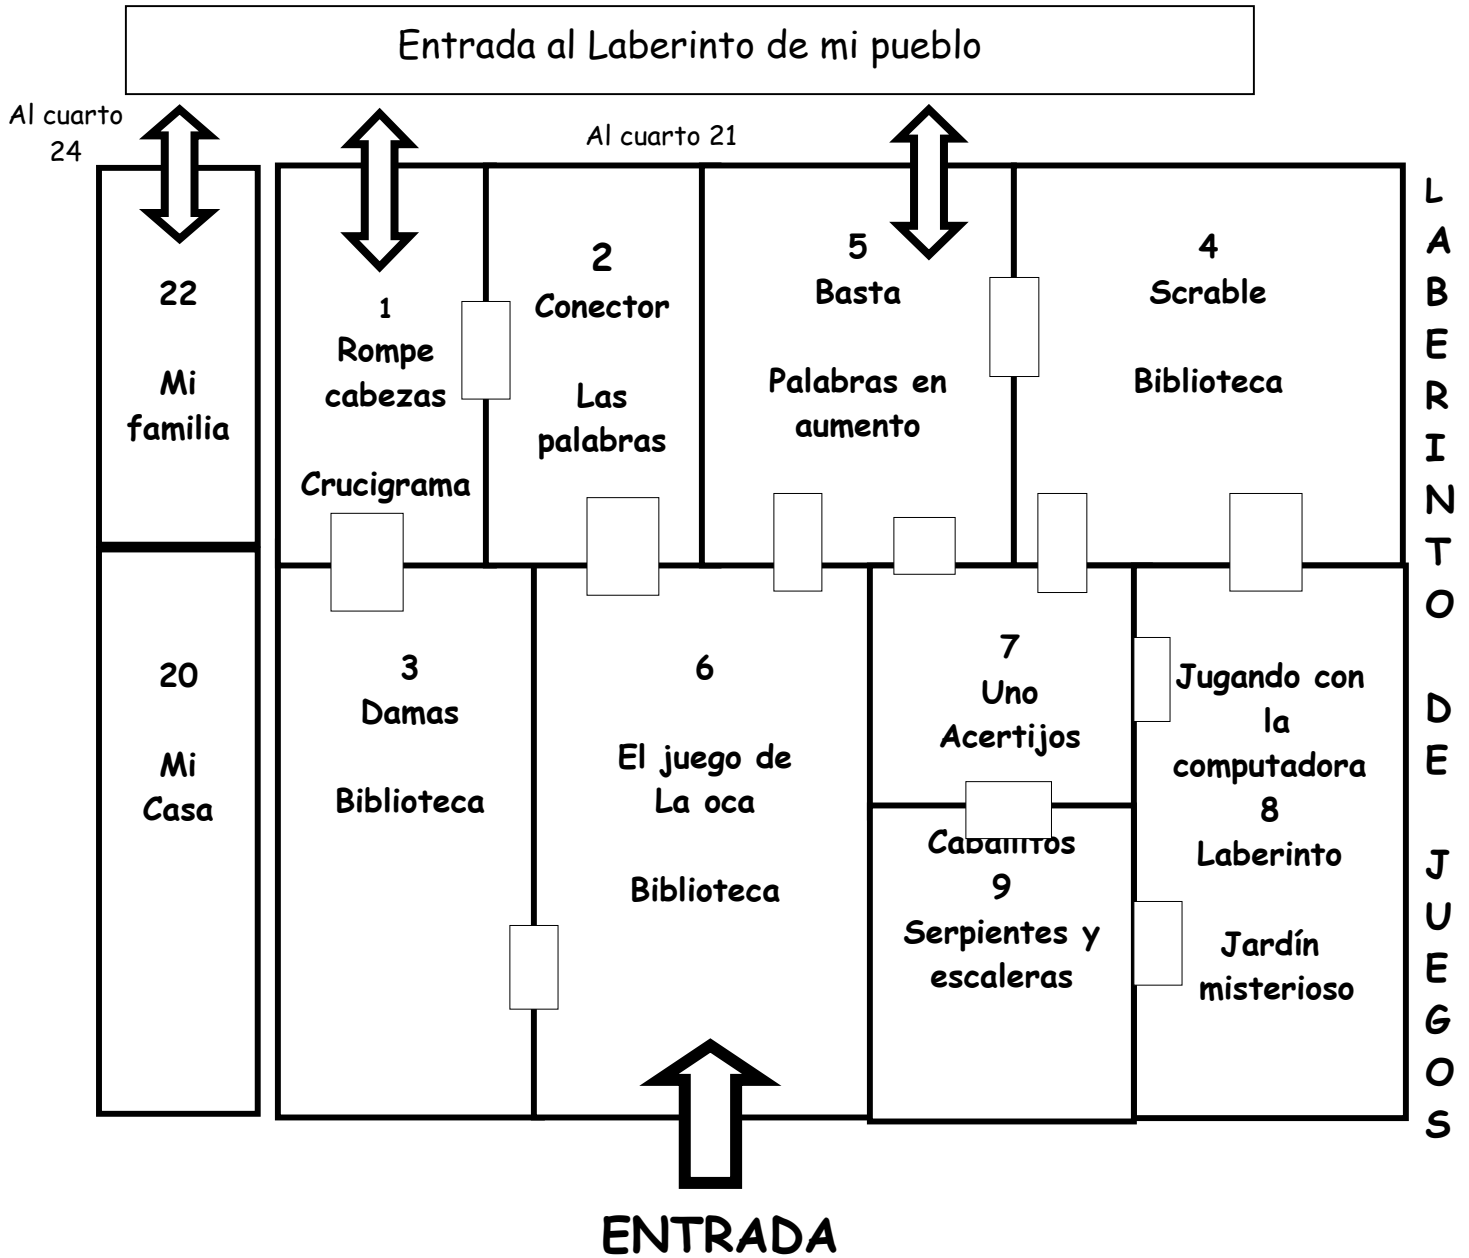 Entrada al Laberinto de mi pueblo
Al cuarto
24
Al cuarto 21
22
Mi
familia
1
Rompe
cabezas
Crucigrama
2
Conector
Las
palabras
5
Basta
Palabras en
aumento
4
Scrable
Biblioteca
20
Mi
Casa
3
Damas
Biblioteca
6
El juego de
La oca
Biblioteca
7
Uno
Acertijos
Caballitos
9
Serpientes y
escaleras
Jugando con
la
computadora
8
Laberinto
Jardín
misterioso
LABERINTO DE JUEGOS
ENTRADA